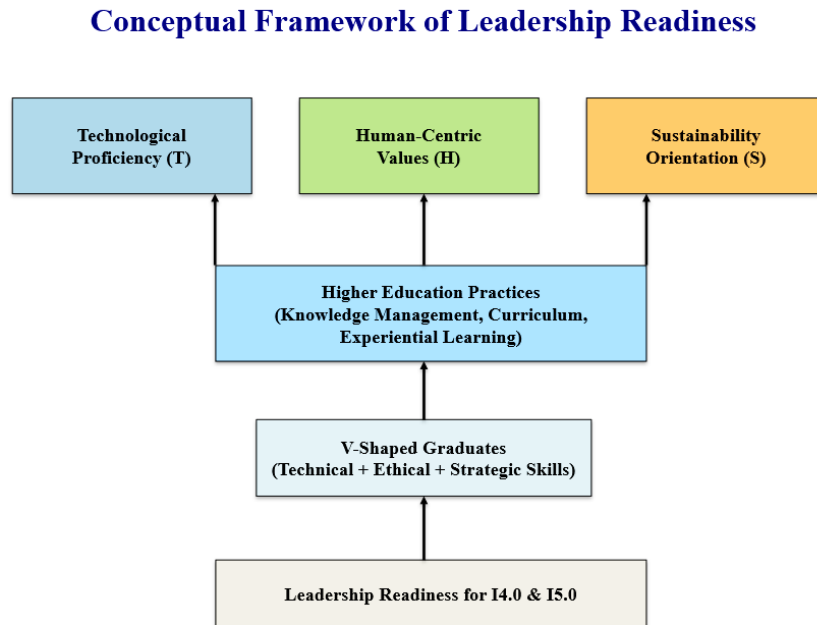 Conceptual Framework of Leadership Readiness
Technological
Proficiency (T)
Human-Centric
Values (H)
Sustainability
Orientation (S)
Higher Education Practices
(Knowledge Management, Curriculum,
Experiential Learning)
V-Shaped Graduates
(Technical + Ethical + Strategic Skills)
Leadership Readiness for I4.0 & I5.0